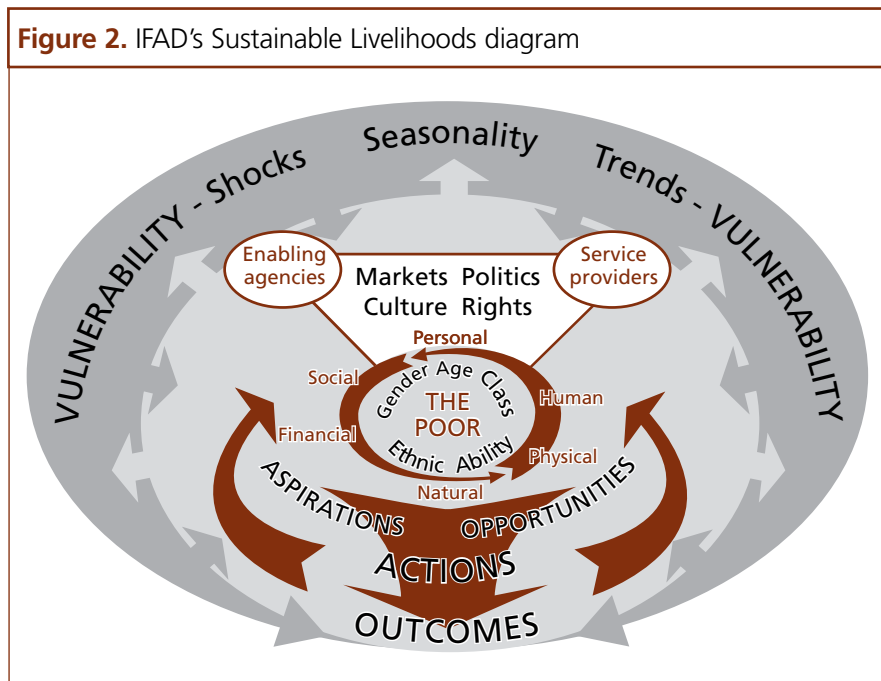 Figure 2. IFAD’s Sustainable Livelihoods diagram
VULNERABILITY - Shocks
Seasonality
Trends - VULNERABILITY
Enabling
agencies
Service
providers
Markets Politics
Culture Rights
Personal
Social
Gender Age Class
Human
THE
POOR
Financial
Ethnic Ability
Physical
Natural
ASPIRATIONS
OPPORTUNITIES
ACTIONS
OUTCOMES